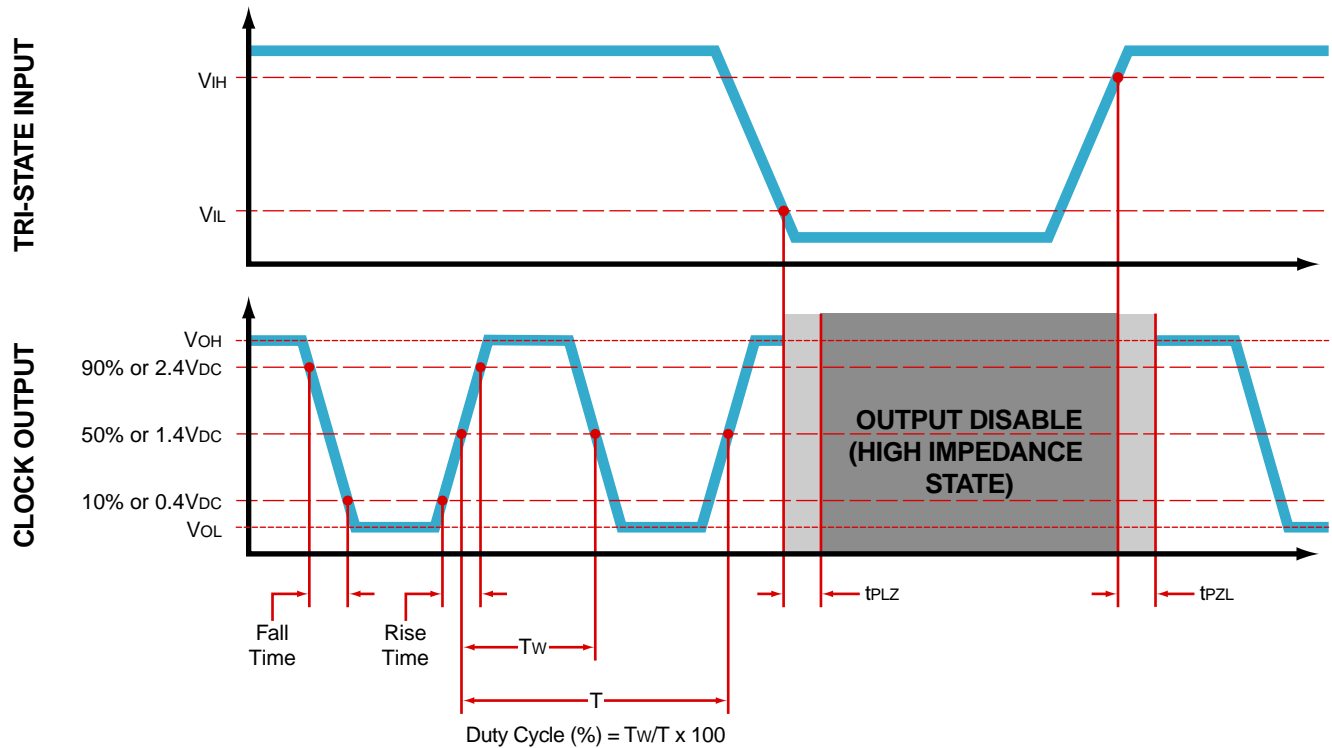 TRI-STATE INPUT
VIH
VIL
CLOCK OUTPUT
VOH
90% or 2.4VDC
50% or 1.4VDC
10% or 0.4VDC
VOL
OUTPUT DISABLE
(HIGH IMPEDANCE
STATE)
tPLZ
tPZL
Fall
Time
Rise
Time
TW
T
Duty Cycle (%) = TW/T x 100